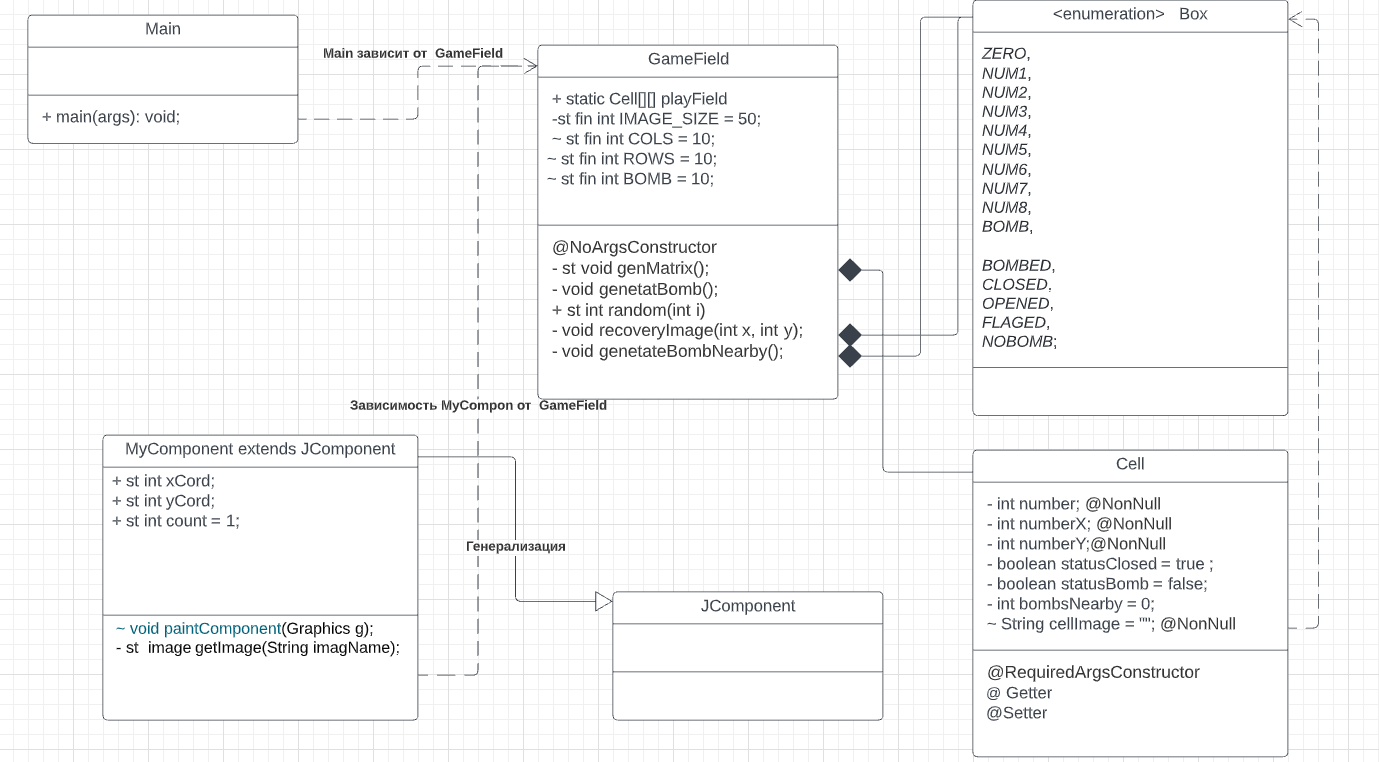 Main
+ main(args): void;
Main зависит от  GameField
GameField
+ static Cell[][] playField
-st fin int IMAGE_SIZE = 50;
~ st fin int COLS = 10;
~ st fin int ROWS = 10;
~ st fin int BOMB = 10;
@NoArgsConstructor
- st void genMatrix();
- void genetatBomb();
+ st int random(int i)
- void recoveryImage(int x, int y);
- void genetateBombNearby();
<enumeration>   Box
ZERO,
NUM1,
NUM2,
NUM3,
NUM4,
NUM5,
NUM6,
NUM7,
NUM8,
BOMB,
BOMBED,
CLOSED,
OPENED,
FLAGED,
NOBOMB;
Зависимость MyCompon от  GameField
MyComponent extends JComponent
+ st int xCord;
+ st int yCord;
+ st int count = 1;
~ void paintComponent(Graphics g);
- st  image getImage(String imagName);
Генерализация
JComponent
Cell
- int number; @NonNull
- int numberX; @NonNull
- int numberY;@NonNull
- boolean statusClosed = true ;
- boolean statusBomb = false;
- int bombsNearby = 0;
~ String cellImage = ""; @NonNull
@RequiredArgsConstructor
@ Getter
@Setter